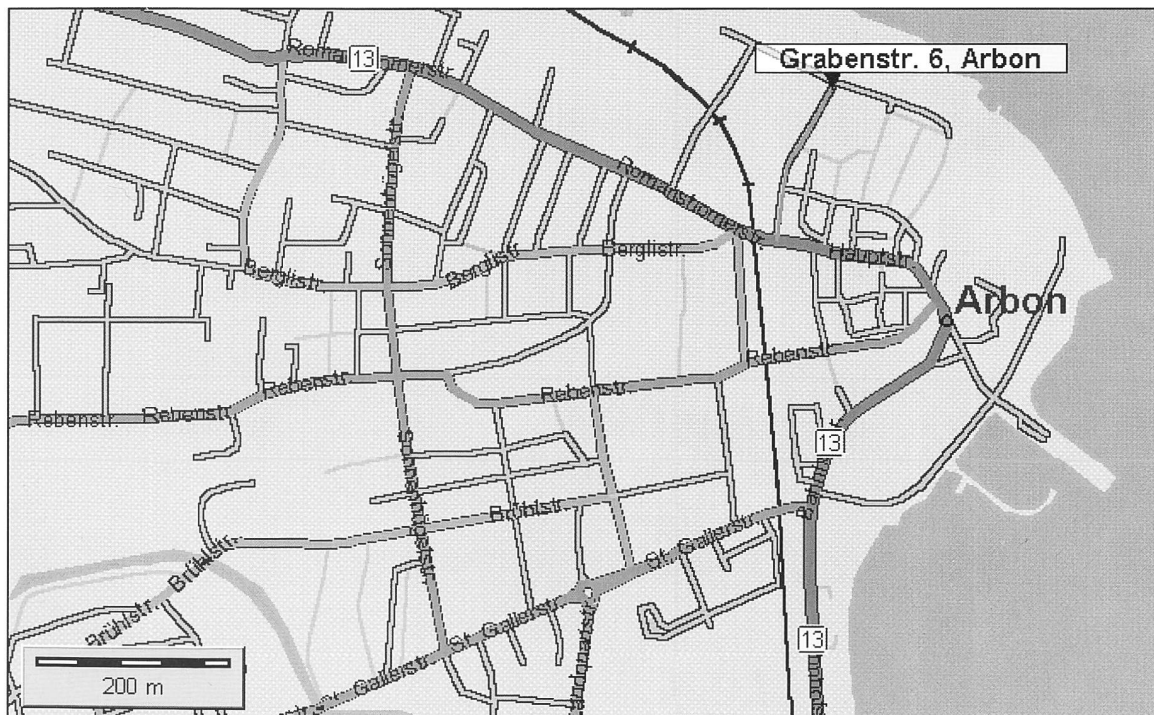 Grabenstr. 6, Arbon
13
Romanshornerstr
Hauptstr
Berglistr.
Berglistr
Berglistr.
Arbon
Rebenstr
Rebenstr
Rebenstr
Rebenstr
Rebenstr.
13
Brühlstr
Brühlstr
Brühlstr
St. Gallerstr
St. Gallerstr
St. Gallerstr
13
200 m